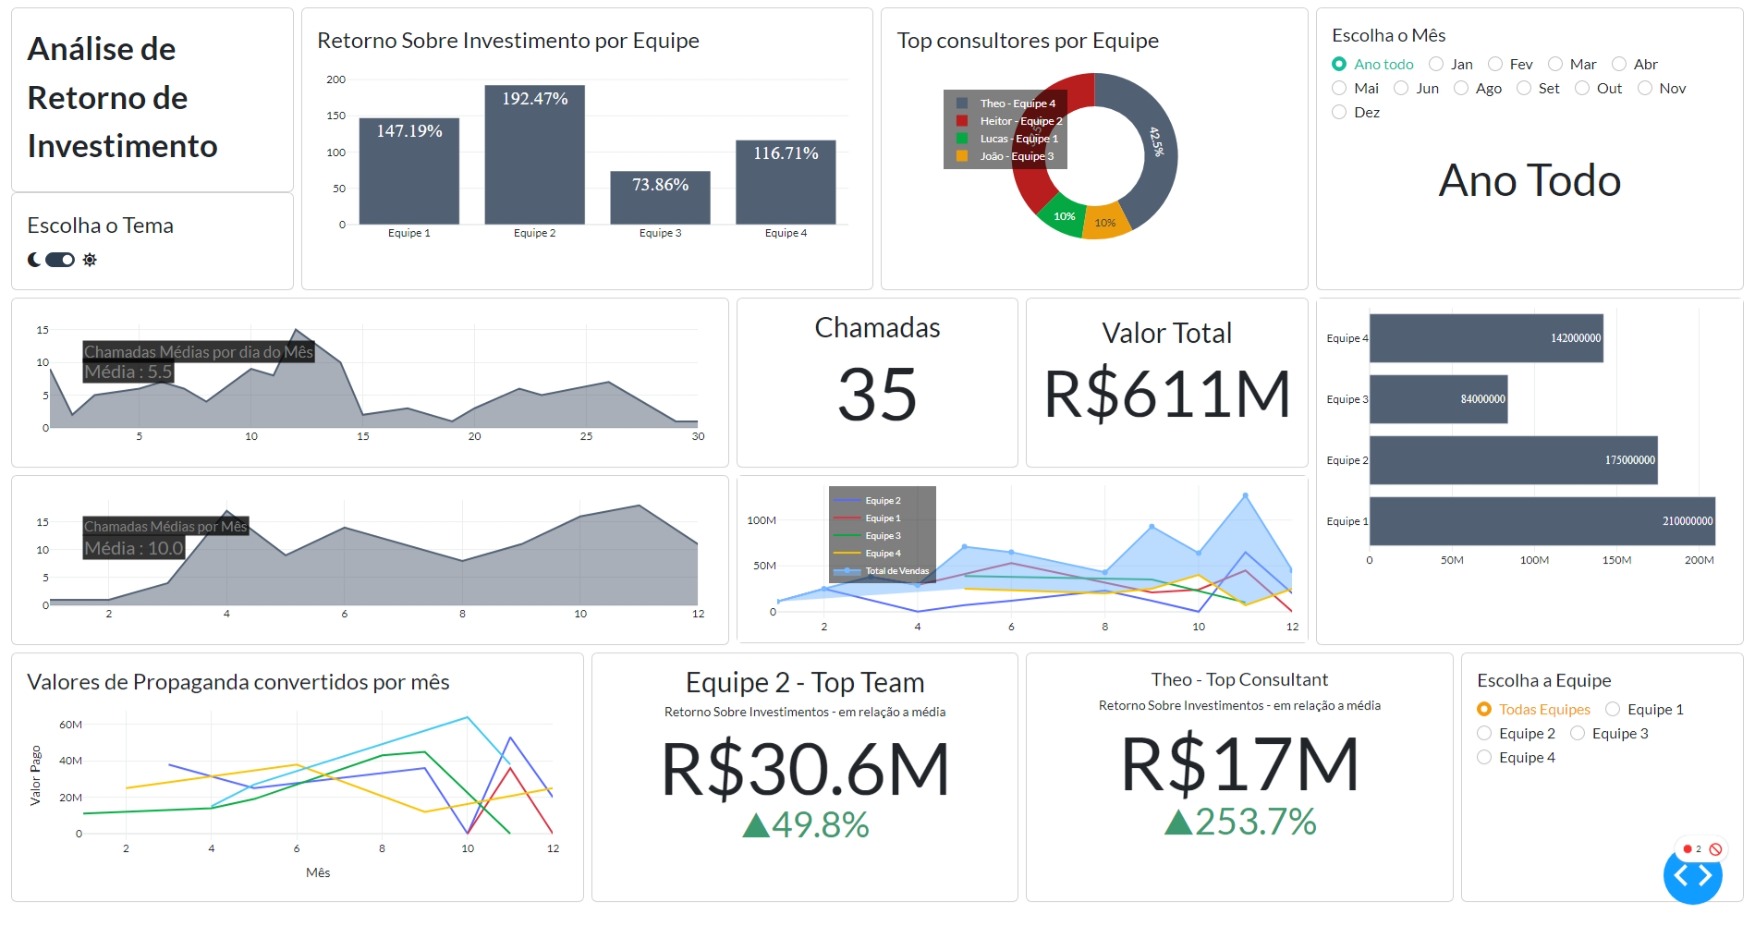 Análise de
Retorno de
Investimento
Escolha o Tema
Retorno Sobre Investimento por Equipe
200
150
100
50
0
147.19%
192.47%
73.86%
116.71%
Equipe 1
Equipe 2
Equipe 3
Equipe 4
Top consultores por Equipe
Theo - Equipe 4
Heitor - Equipe 2
Lucas - Equipe 1
João - Equipe 3
42.5%
10%
10%
Escolha o Mês
Ano todo Jan Fev Mar Abr
Mai Jun Ago Set Out Nov
Dez
Ano Todo
15
10
5
0
Chamadas Médias por dia do Mês
Média : 5.5
5 10 15 20 25 30
Chamadas
35
Valor Total
R$611M
Equipe 4 142000000
Equipe 3 84000000
Equipe 2 175000000
Equipe 1 210000000
0 50M 100M 150M 200M
15
10
5
0
Chamadas Médias por Mês
Média : 10.0
2 4 6 8 10 12
100M
50M
0
Equipe 2
Equipe 1
Equipe 3
Equipe 4
Total de Vendas
2 4 6 8 10 12
Valores de Propaganda convertidos por mês
Valor Pago
60M
40M
20M
0
2 4 6 8 10 12
Mês
Equipe 2 - Top Team
Retorno Sobre Investimentos - em relação a média
R$30.6M
▲49.8%
Theo - Top Consultant
Retorno Sobre Investimentos - em relação a média
R$17M
▲253.7%
Escolha a Equipe
Todas Equipes Equipe 1
Equipe 2 Equipe 3
Equipe 4
2